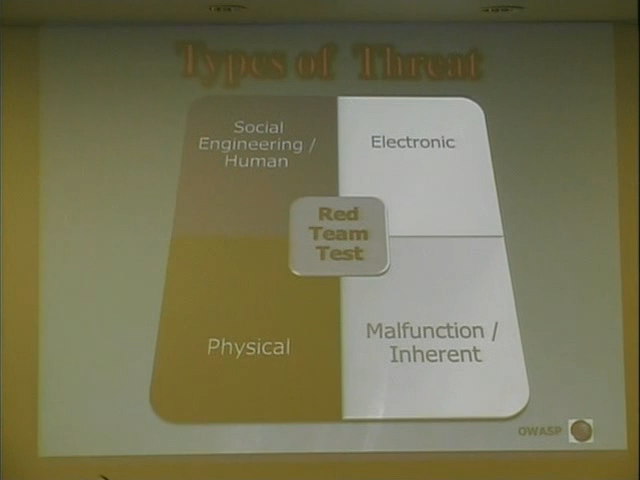 Types of Threat
Social
Engineering /
Human
Electronic
Red
Team
Test
Physical
Malfunction /
Inherent
OWASP